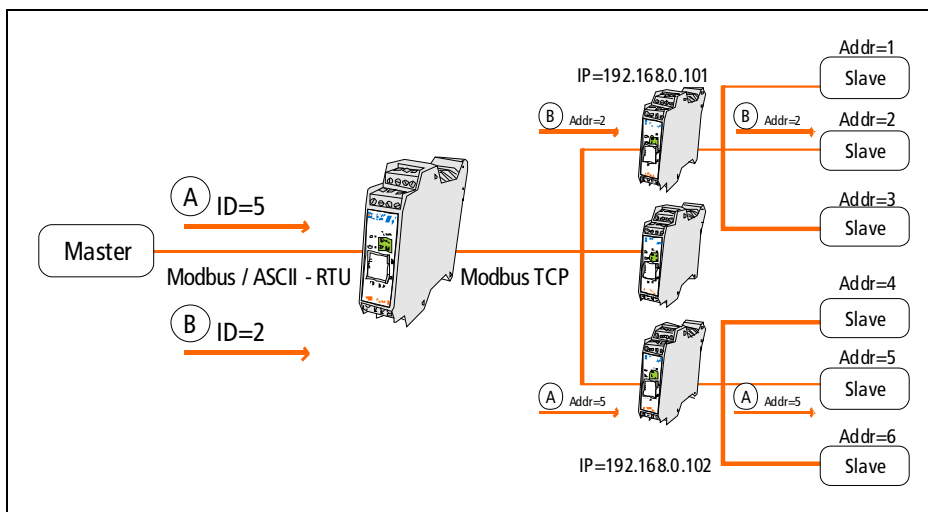 Addr=1
Slave
IP=192.168.0.101
B Addr=2
B Addr=2
Addr=2
Slave
A ID=5
Addr=3
Slave
Master
Modbus / ASCII - RTU
Modbus TCP
Addr=4
Slave
B ID=2
Addr=5
Slave
A Addr=5
A Addr=5
Addr=6
Slave
IP=192.168.0.102